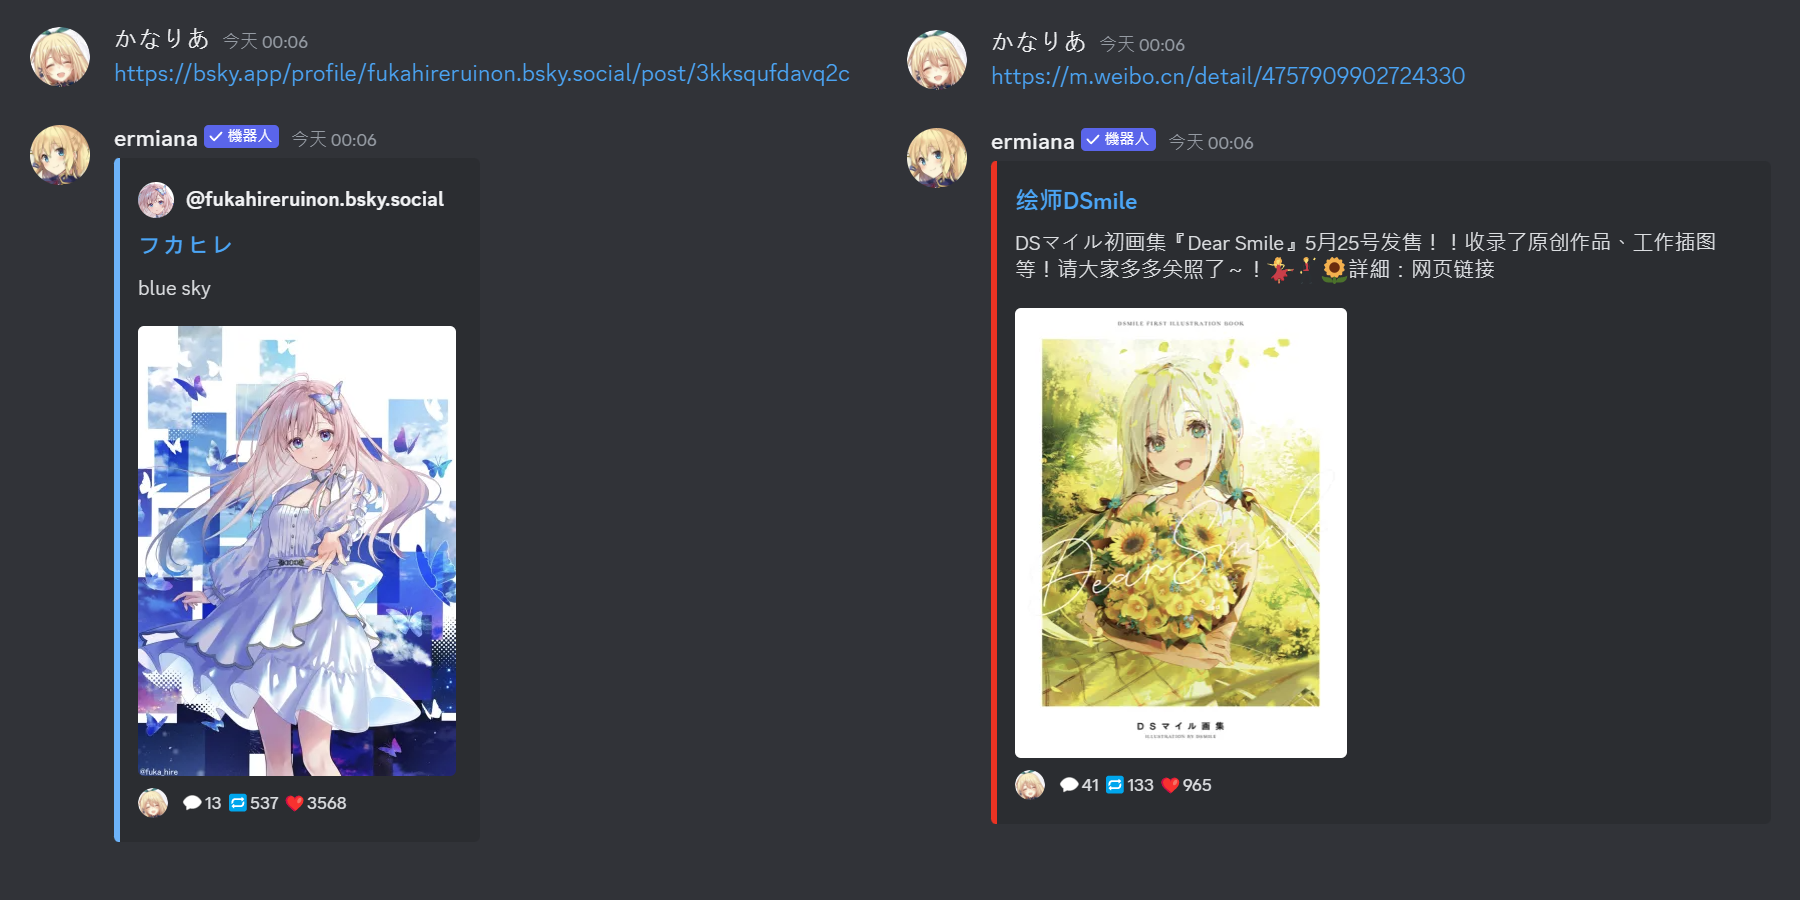 かなりあ 今天 00:06
https://bsky.app/profile/fukahireruinon.bsky.social/post/3kksqufdavq2c
ermiana 機器人 今天 00:06
@fukahireruinon.bsky.social
フカヒレ
blue sky
@fuka_hire
13 537 3568
かなりあ 今天 00:06
https://m.weibo.cn/detail/4757909902724330
ermiana 機器人 今天 00:06
绘师DSmile
DSマイル初画集『Dear Smile』5月25号发售！！收录了原创作品、工作插图
等！请大家多多关照了～！💃🕺🌻詳細：网页链接
DSMILE FIRST ILLUSTRATION BOOK
Dear Smile
DSマイル画集
ILLUSTRATION BY DSMILE
41 133 965